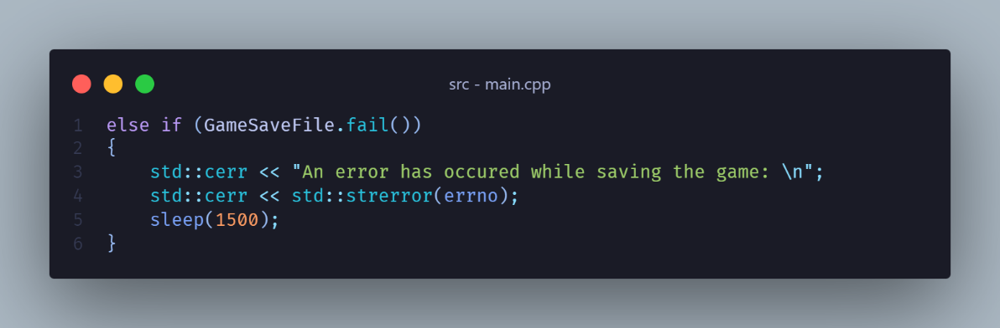 src - main.cpp
1 else if (GameSaveFile.fail())
2 {
3     std::cerr << "An error has occured while saving the game: \n";
4     std::cerr << std::strerror(errno);
5     sleep(1500);
6 }